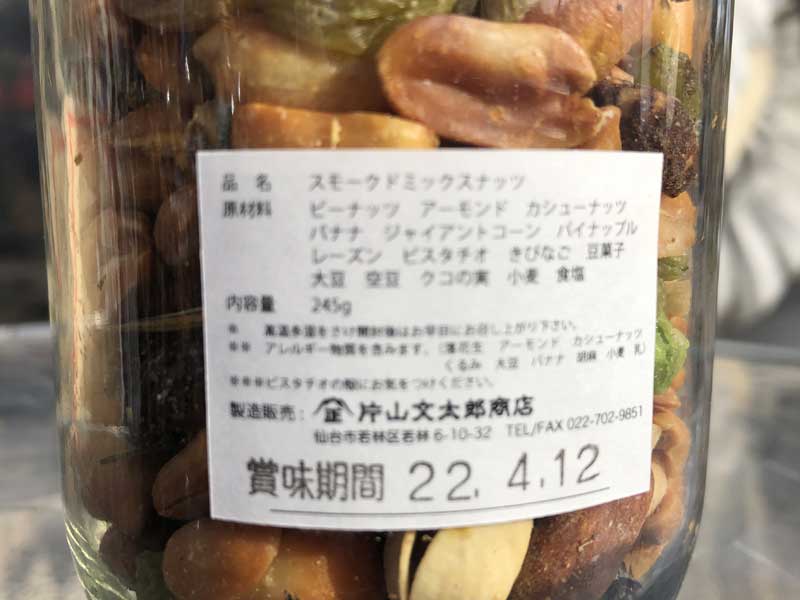 品 名 スモークドミックスナッツ
原材料 ピーナッツ アーモンド カシューナッツ
バナナ ジャイアントコーン パイナップル
レーズン ピスタチオ きびなご 豆菓子
大豆 空豆 クコの実 小麦 食塩
内容量 245g
* 高温多湿をさけ開封後はお早目にお召し上がり下さい。
** アレルギー物質を含みます。(落花生 アーモンド カシューナッツ
くるみ 大豆 バナナ 胡麻 小麦 乳)
***ピスタチオの殻にお気をつけください。
製造販売: 正 片山文太郎商店
仙台市若林区若林6-10-32 TEL/FAX 022-702-9851
賞味期間 22. 4.12